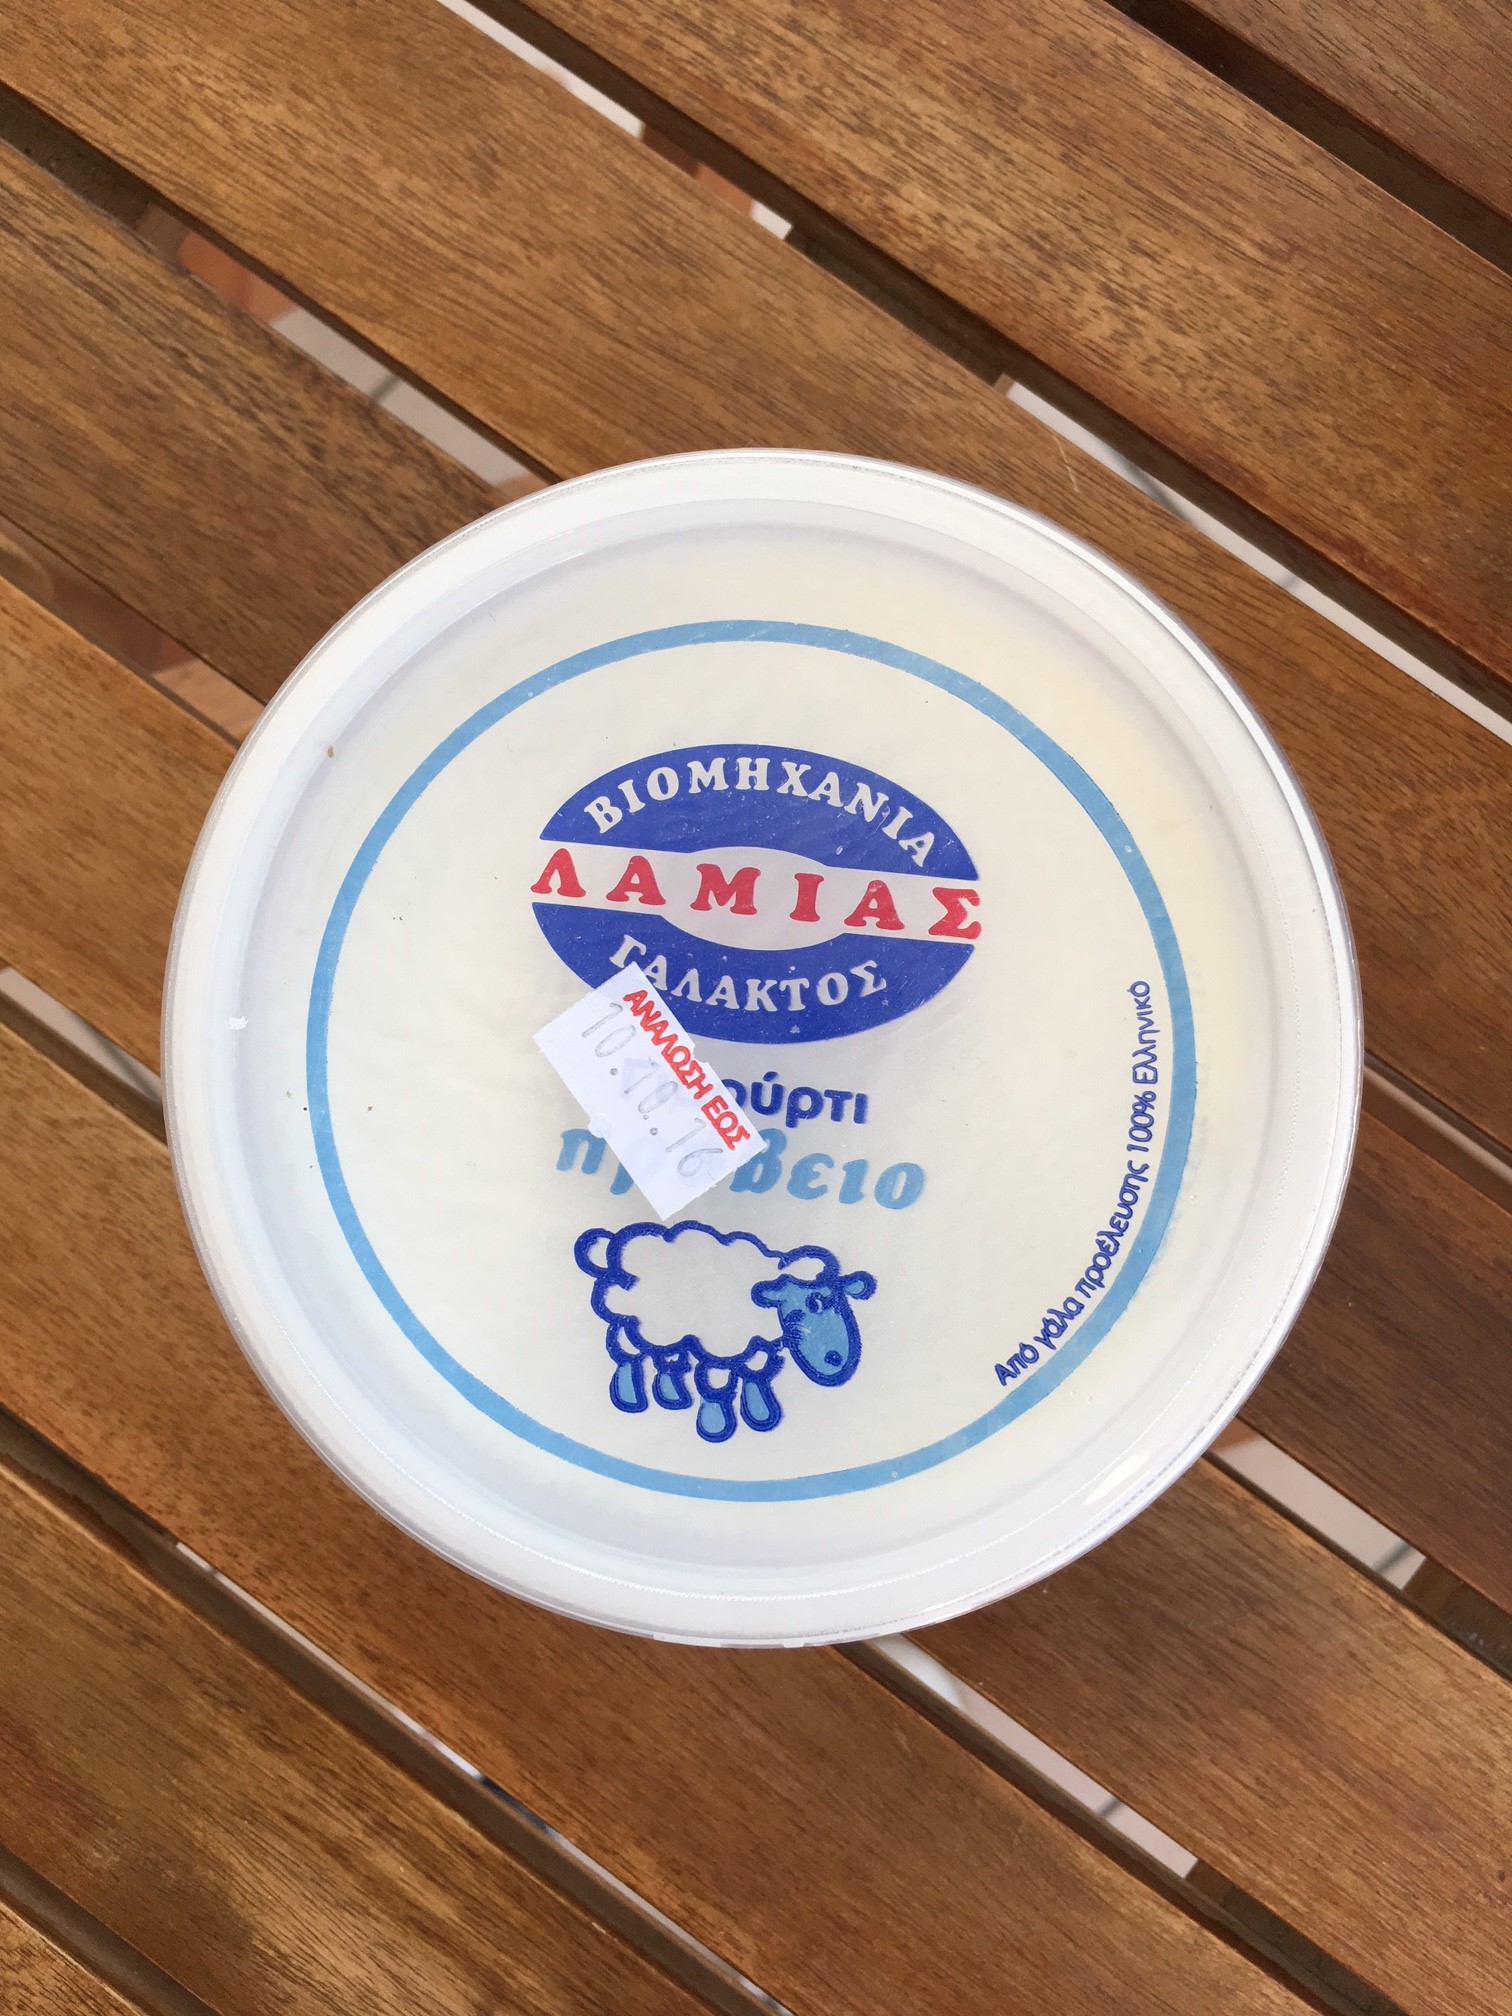 ΒΙΟΜΗΧΑΝΙΑ
ΛΑΜΙΑΣ
ΓΑΛΑΚΤΟΣ
ΑΝΑΛΩΣΗ ΕΩΣ
10.10.16
Από γάλα προέλευσης 100% Ελληνικό